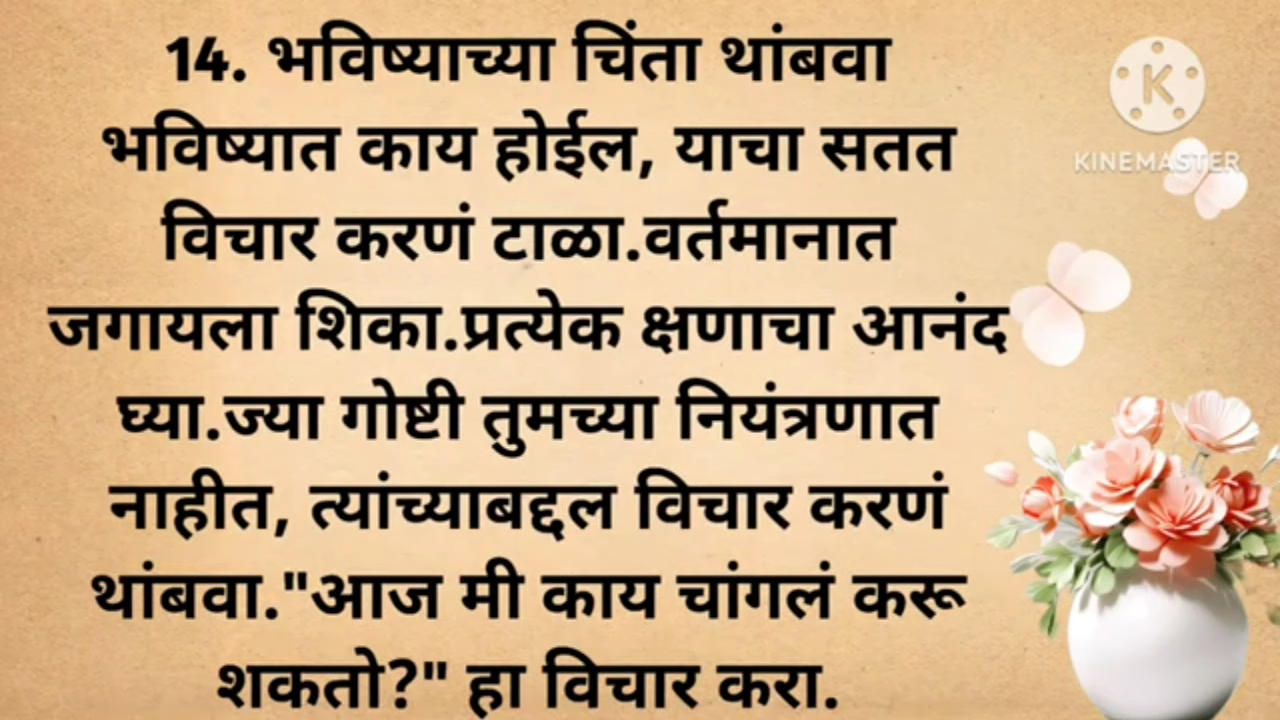 14. भविष्याच्या चिंता थांबवा
भविष्यात काय होईल, याचा सतत
विचार करणं टाळा.वर्तमानात
जगायला शिका.प्रत्येक क्षणाचा आनंद
घ्या.ज्या गोष्टी तुमच्या नियंत्रणात
नाहीत, त्यांच्याबद्दल विचार करणं
थांबवा."आज मी काय चांगलं करू
शकतो?" हा विचार करा.
K
KINEMASTER